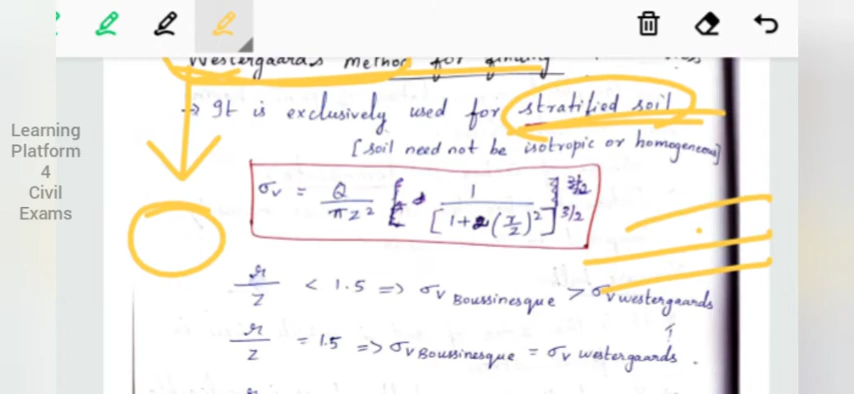 Learning
Platform
4
Civil
Exams
Westergaards Method for finding
→ It is exclusively used for stratified soil
[soil need not be isotropic or homogeneous]
σv = Q / πz² [ 1 / [1+2(r/z)²] ]^3/2
r/z < 1.5 => σv Boussinesque > σv westergaards
r/z = 1.5 => σv Boussinesque = σv westergaards.